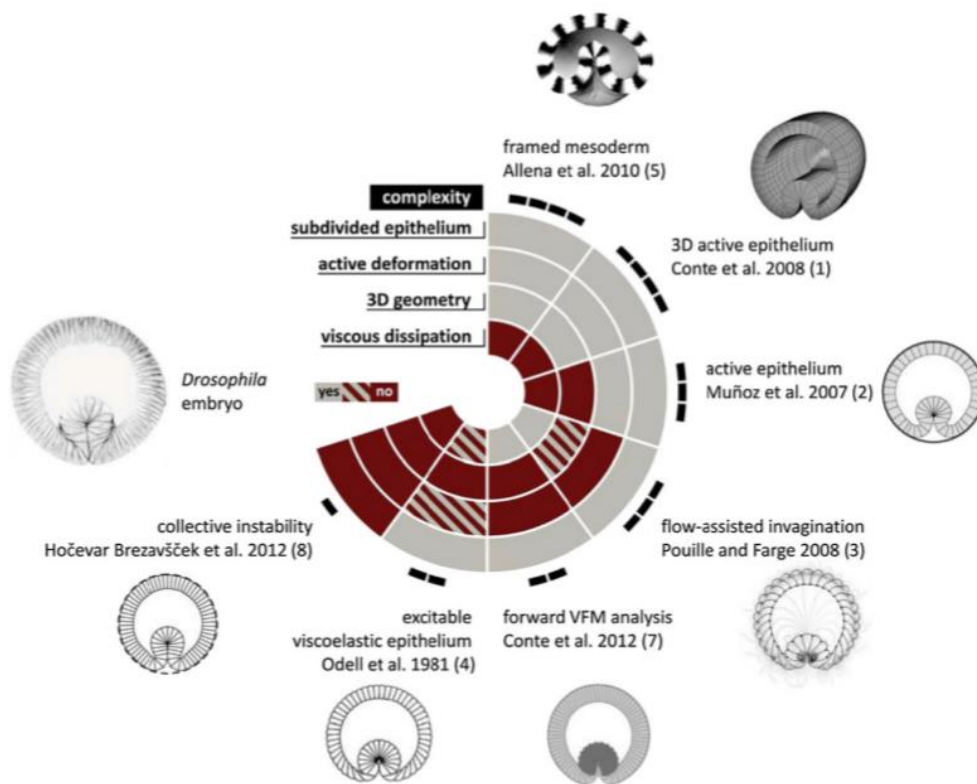 framed mesoderm
Allena et al. 2010 (5)
complexity
subdivided epithelium
active deformation
3D geometry
viscous dissipation
3D active epithelium
Conte et al. 2008 (1)
active epithelium
Muñoz et al. 2007 (2)
Drosophila
embryo
yes no
collective instability
Hočevar Brezavšček et al. 2012 (8)
flow-assisted invagination
Pouille and Farge 2008 (3)
excitable
viscoelastic epithelium
Odell et al. 1981 (4)
forward VFM analysis
Conte et al. 2012 (7)